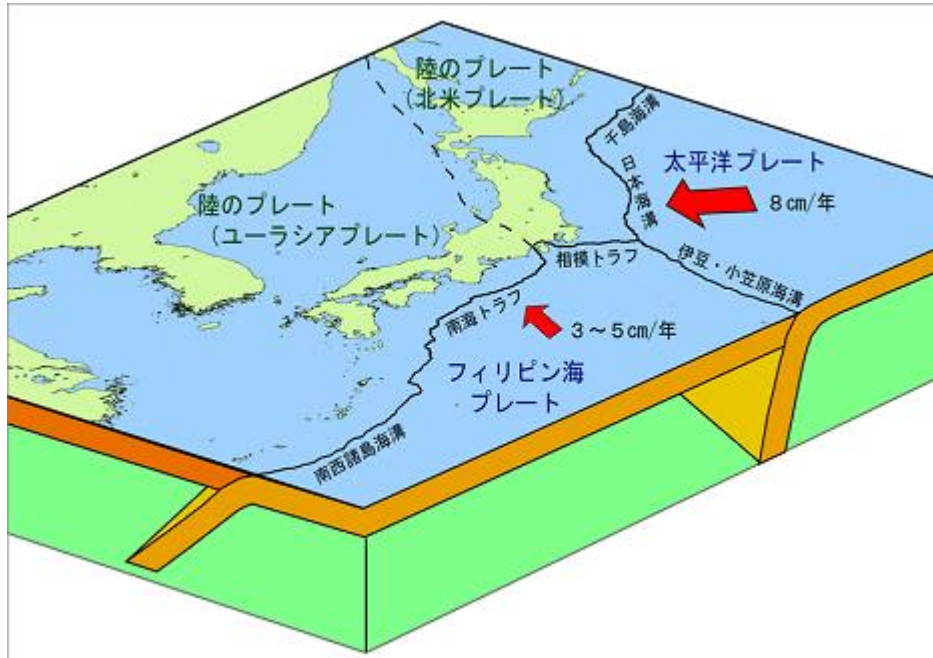 陸のプレート
(北米プレート)
千島海溝
太平洋プレート
日本海溝
8㎝/年
陸のプレート
(ユーラシアプレート)
相模トラフ
伊豆・小笠原海溝
南海トラフ
3～5㎝/年
フィリピン海
プレート
南西諸島海溝